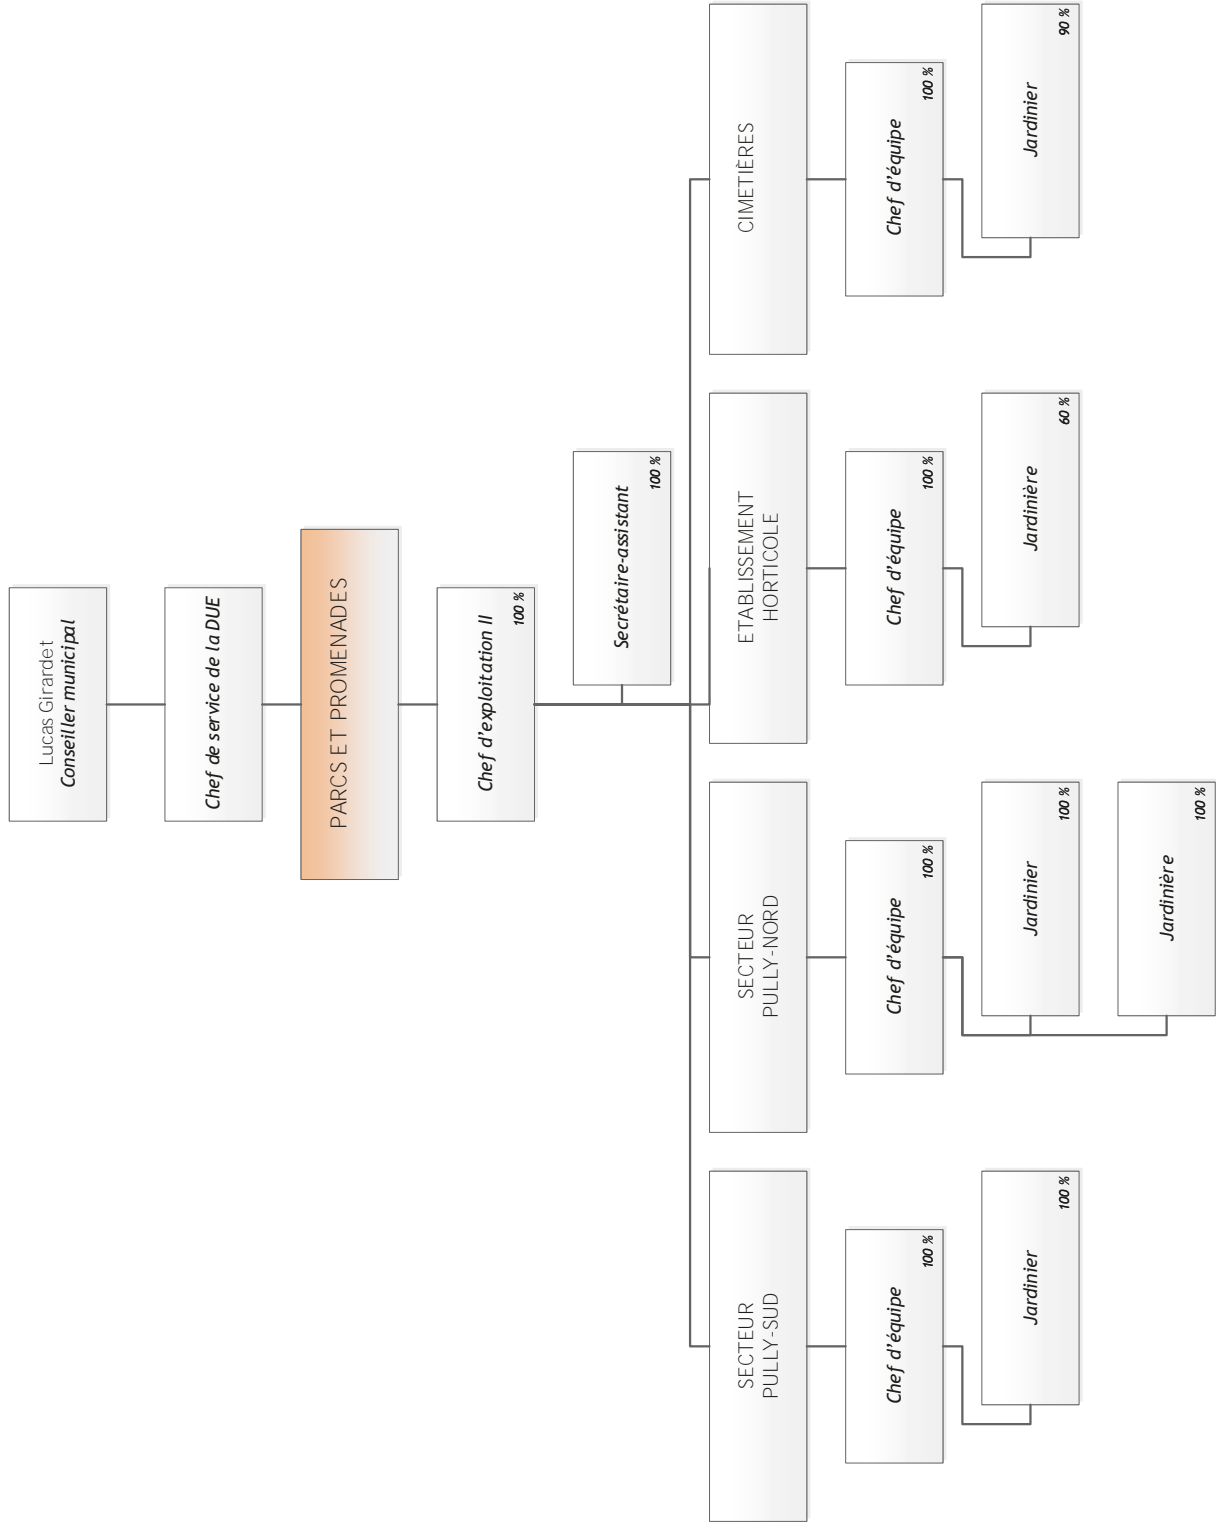 Lucas Girardet
Conseiller municipal
Chef de service de la DUE
PARCS ET PROMENADES
Chef d'exploitation II
100 %
Secrétaire-assistant
100 %
SECTEUR
PULLY-SUD
Chef d'équipe
100 %
Jardinier
100 %
SECTEUR
PULLY-NORD
Chef d'équipe
100 %
Jardinier
100 %
Jardinière
100 %
ETABLISSEMENT
HORTICOLE
Chef d'équipe
100 %
Jardinière
60 %
CIMETIÈRES
Chef d'équipe
100 %
Jardinier
90 %